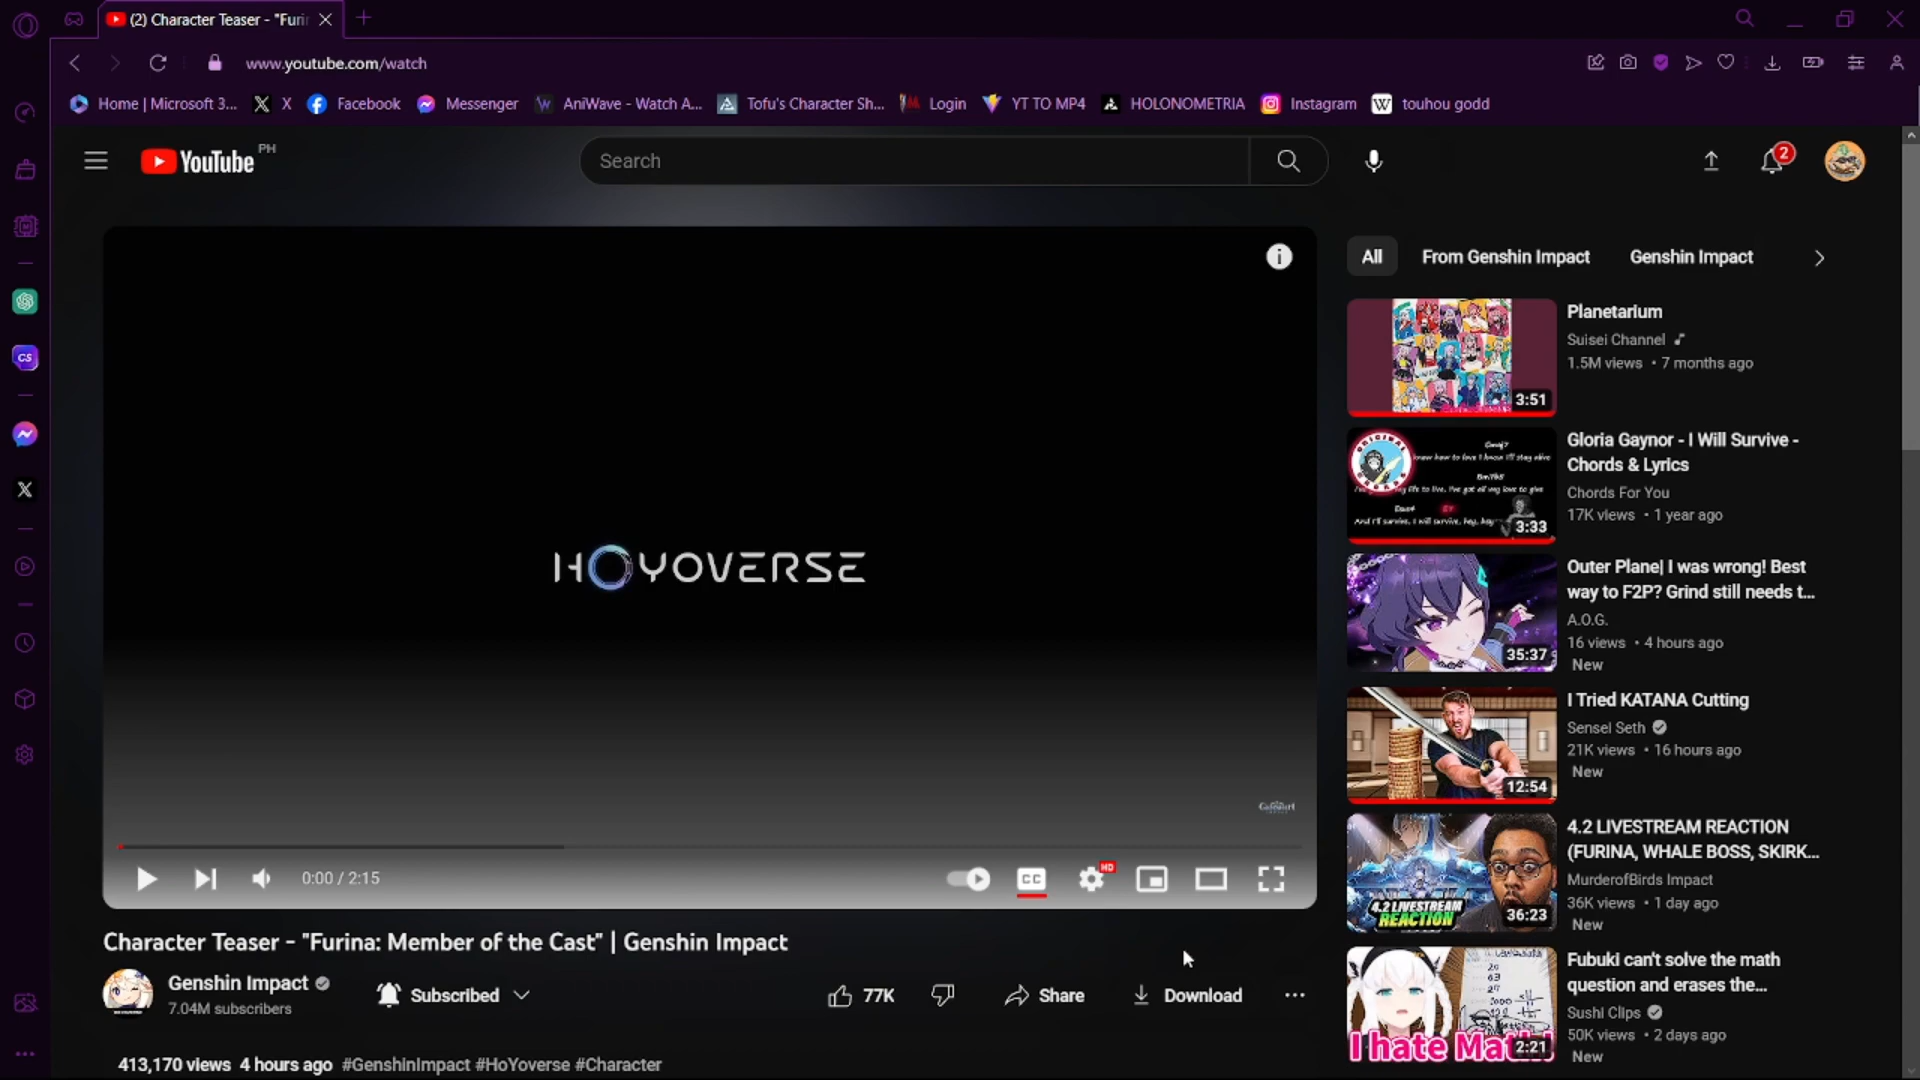 (2) Character Teaser - "Furi
www.youtube.com/watch
Home | Microsoft 3...
X
Facebook
Messenger
AniWave - Watch A...
Tofu's Character Sh...
Login
YT TO MP4
HOLONOMETRIA
Instagram
touhou godd
YouTube PH
Search
2
All
From Genshin Impact
Genshin Impact
HOYOVERSE
Genshin
0:00 / 2:15
CC
HD
Character Teaser - "Furina: Member of the Cast" | Genshin Impact
Genshin Impact
7.04M subscribers
Subscribed
77K
Share
Download
413,170 views 4 hours ago #GenshinImpact #HoYoverse #Character
Planetarium
Suisei Channel
1.5M views • 7 months ago
3:51
Gloria Gaynor - I Will Survive -
Chords & Lyrics
Chords For You
17K views • 1 year ago
3:33
Outer Plane| I was wrong! Best
way to F2P? Grind still needs t...
A.O.G.
16 views • 4 hours ago
New
35:37
I Tried KATANA Cutting
Sensei Seth
21K views • 16 hours ago
New
12:54
4.2 LIVESTREAM REACTION
(FURINA, WHALE BOSS, SKIRK...
MurderofBirds Impact
36K views • 1 day ago
New
4.2 LIVESTREAM
REACTION
36:23
Fubuki can't solve the math
question and erases the...
Sushi Clips
50K views • 2 days ago
New
I hate Mat
2:21